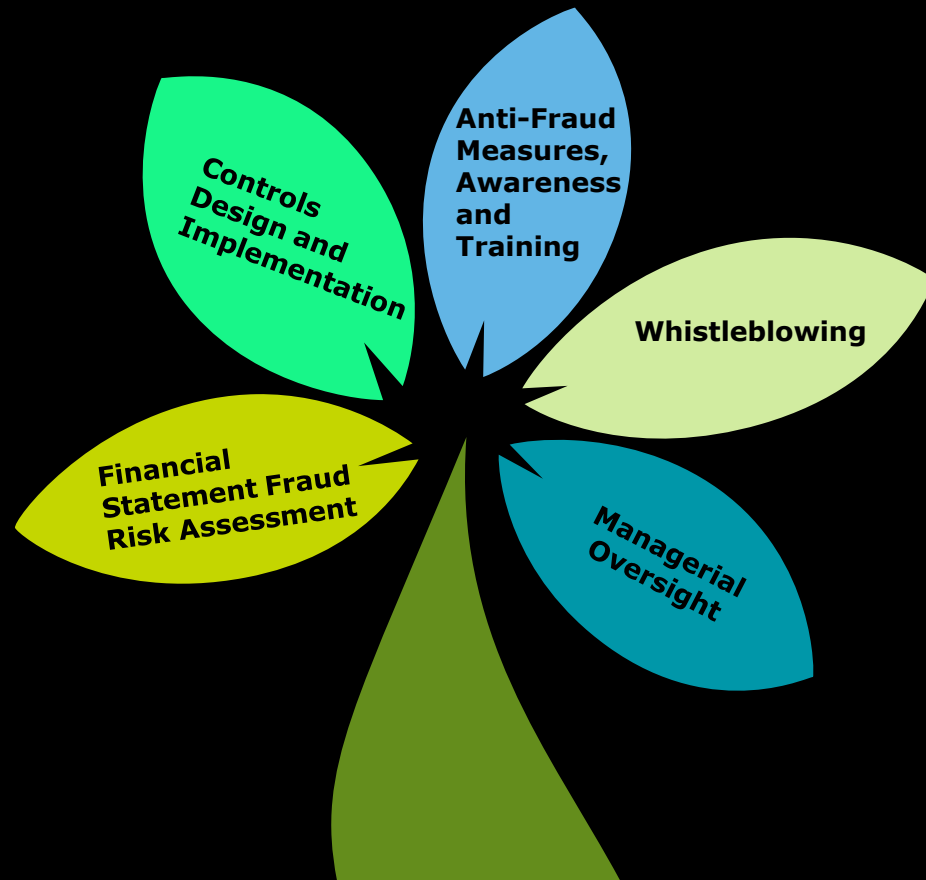 Anti-Fraud
Measures,
Awareness
and
Training
Controls
Design and
Implementation
Whistleblowing
Financial
Statement Fraud
Risk Assessment
Managerial
Oversight